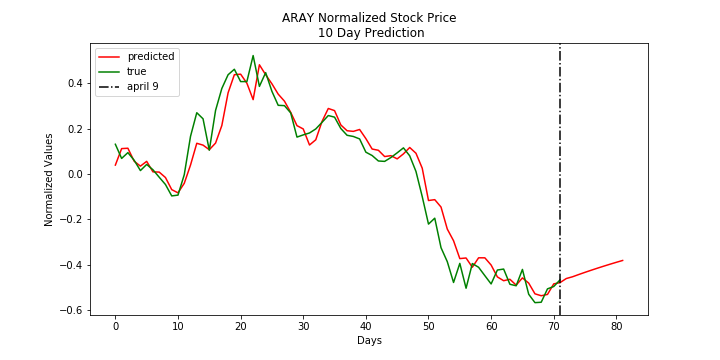 ARAY Normalized Stock Price
10 Day Prediction
predicted
true
april 9
Normalized Values
0.4
0.2
0.0
−0.2
−0.4
−0.6
0 10 20 30 40 50 60 70 80
Days